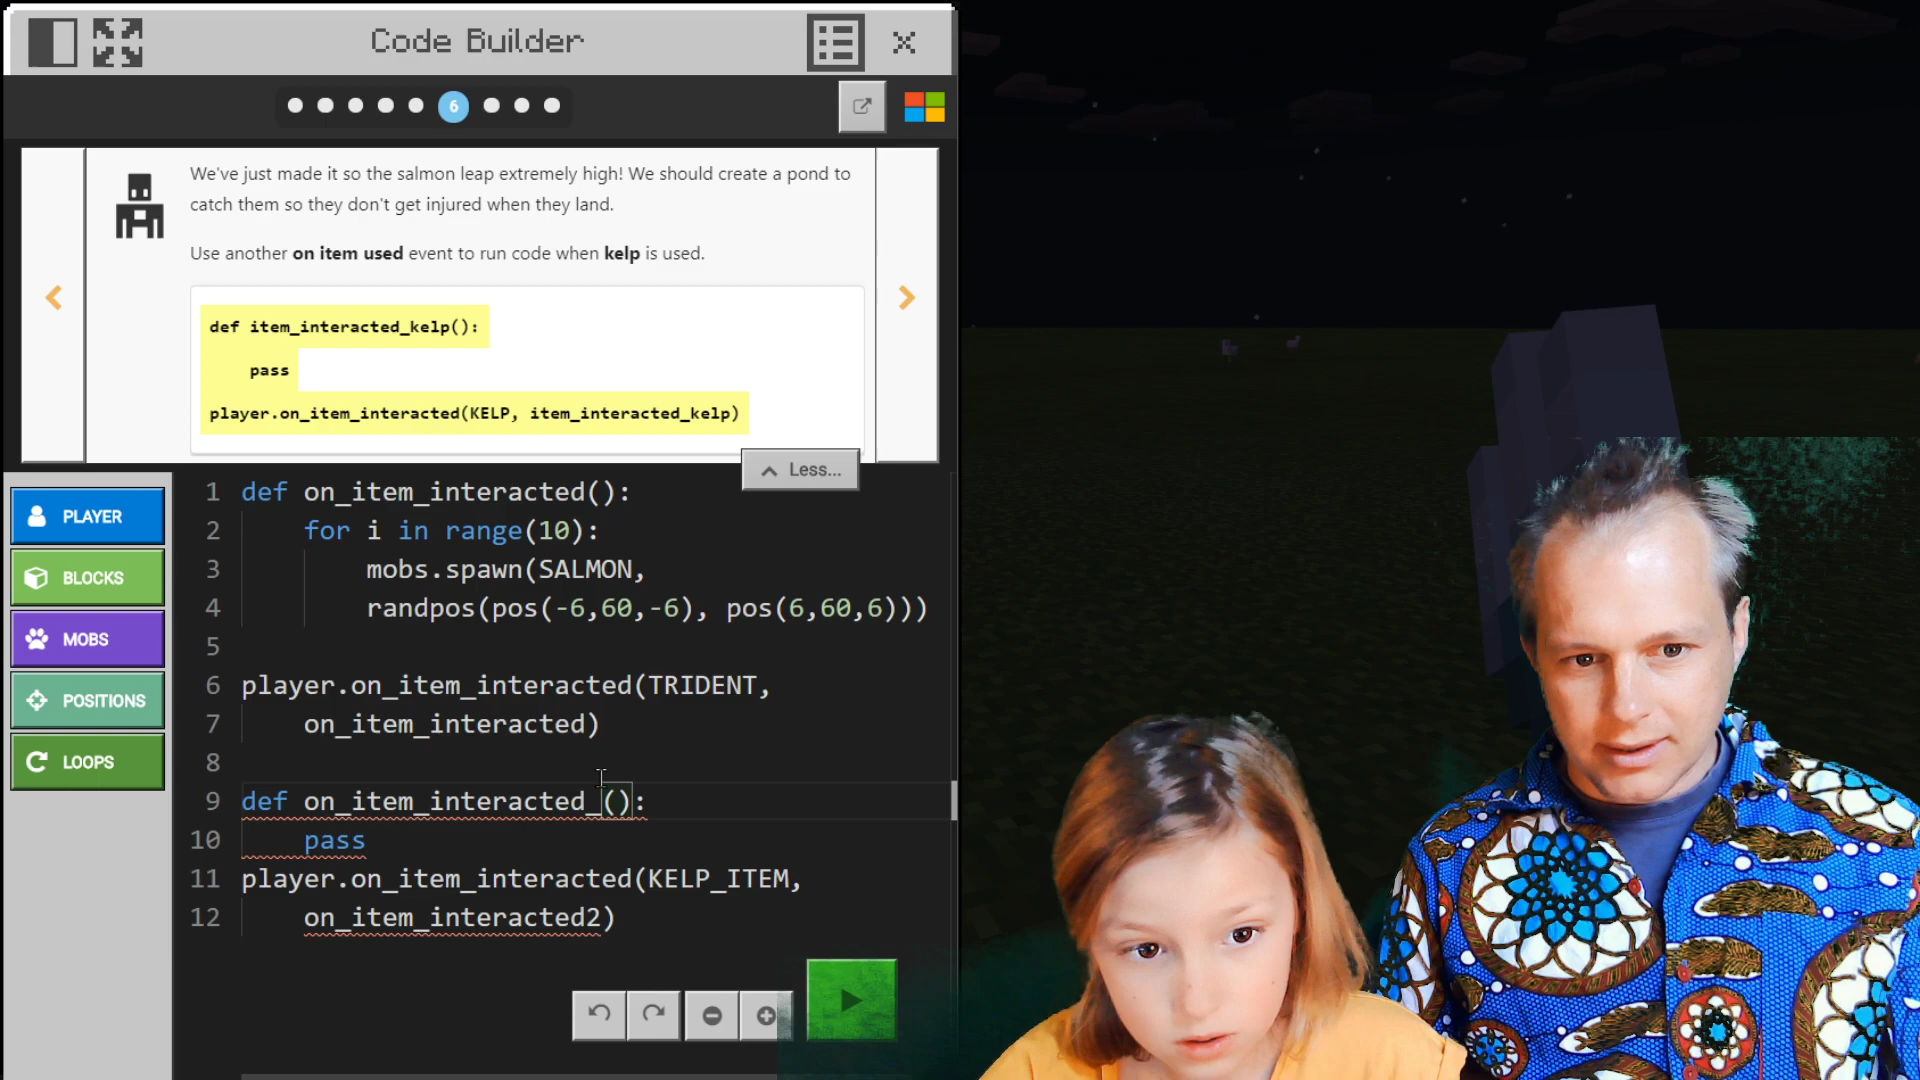 Code Builder
6
We've just made it so the salmon leap extremely high! We should create a pond to
catch them so they don't get injured when they land.
Use another on item used event to run code when kelp is used.
def item_interacted_kelp():
pass
player.on_item_interacted(KELP, item_interacted_kelp)
Less...
PLAYER
BLOCKS
MOBS
POSITIONS
LOOPS
1 def on_item_interacted():
2 for i in range(10):
3 mobs.spawn(SALMON,
4 randpos(pos(-6,60,-6), pos(6,60,6)))
5
6 player.on_item_interacted(TRIDENT,
7 on_item_interacted)
8
9 def on_item_interacted_():
10 pass
11 player.on_item_interacted(KELP_ITEM,
12 on_item_interacted2)